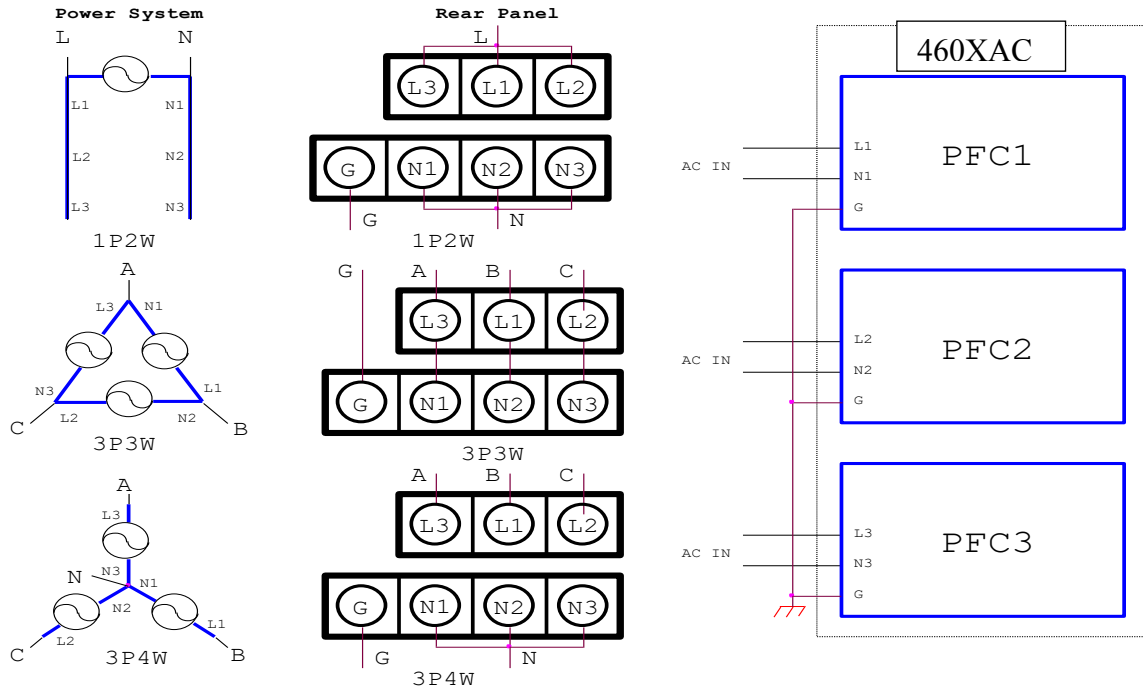 Power System
L N
L1 N1
L2 N2
L3 N3
1P2W
A
L3 N1
N3 L1
L2 N2
C B
3P3W
A
L3
N N3 N1
N2
L2 L1
C B
3P4W
Rear Panel
L
L3 L1 L2
G N1 N2 N3
G N
1P2W
G A B C
L3 L1 L2
G N1 N2 N3
3P3W
A B C
L3 L1 L2
G N1 N2 N3
G N
3P4W
460XAC
L1
AC IN PFC1
N1
G
L2
AC IN PFC2
N2
G
L3
AC IN PFC3
N3
G